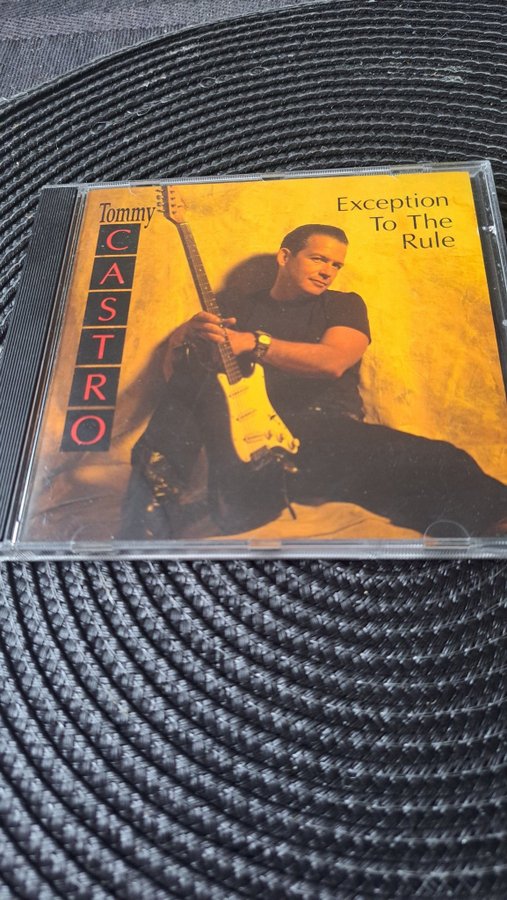 Tommy
CASTRO
Exception
To The
Rule